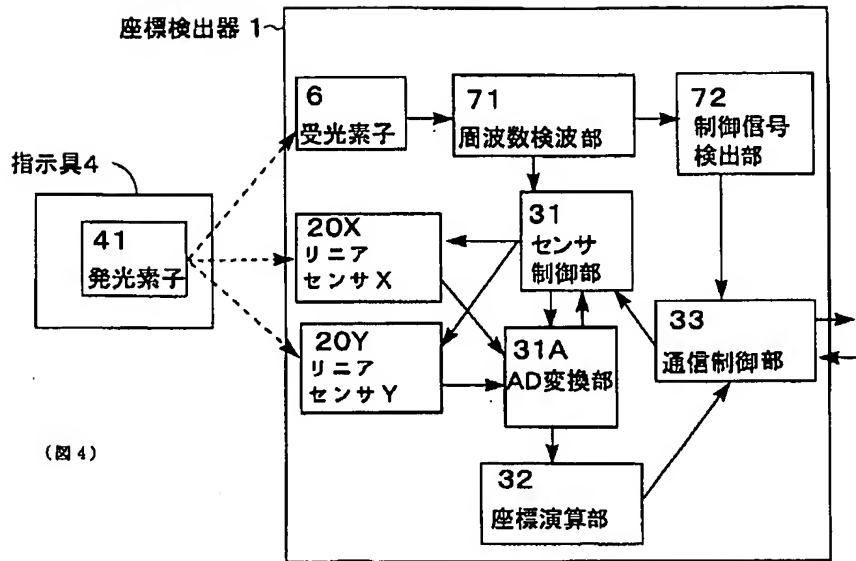 座標検出器 1
6
受光素子
71
周波数検波部
72
制御信号
検出部
指示具4
41
発光素子
20X
リニア
センサ X
31
センサ
制御部
20Y
リニア
センサ Y
31A
AD変換部
33
通信制御部
32
座標演算部
(図4)